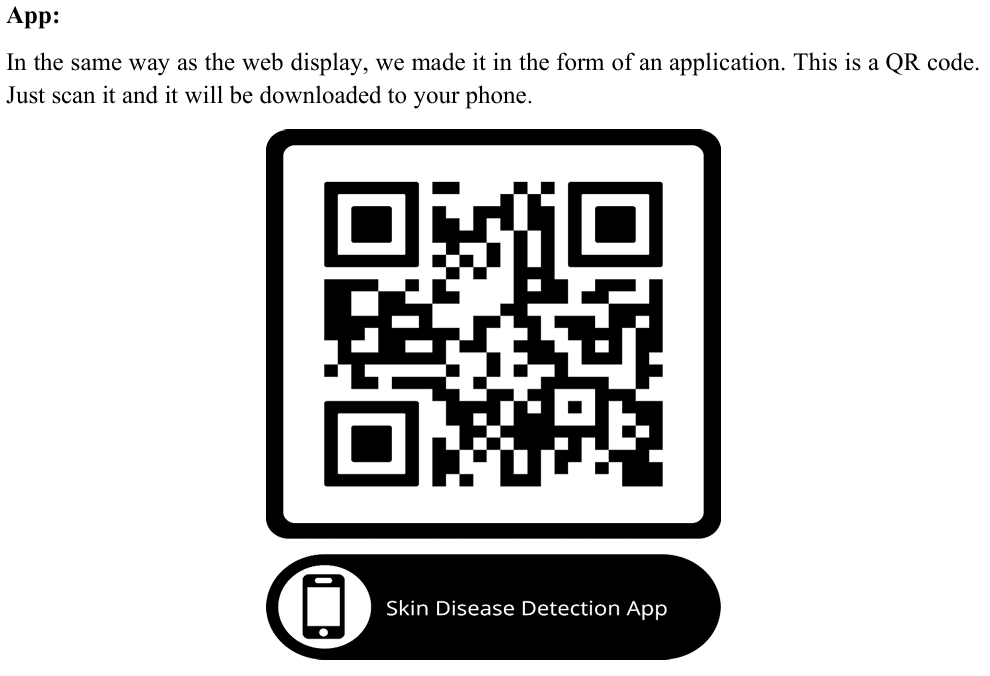 App:
In the same way as the web display, we made it in the form of an application. This is a QR code.
Just scan it and it will be downloaded to your phone.
Skin Disease Detection App